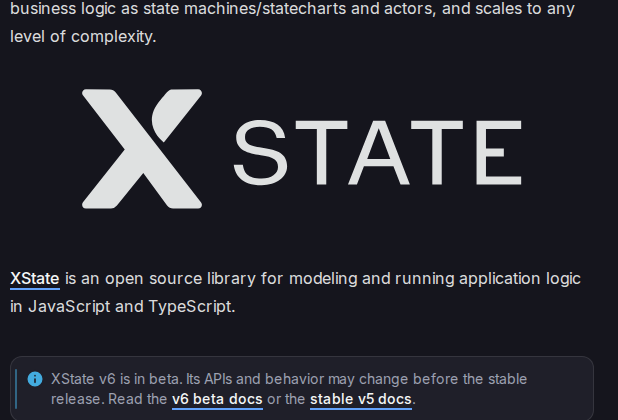 business logic as state machines/statecharts and actors, and scales to any
level of complexity.
X STATE
XState is an open source library for modeling and running application logic
in JavaScript and TypeScript.
XState v6 is in beta. Its APIs and behavior may change before the stable
release. Read the v6 beta docs or the stable v5 docs.